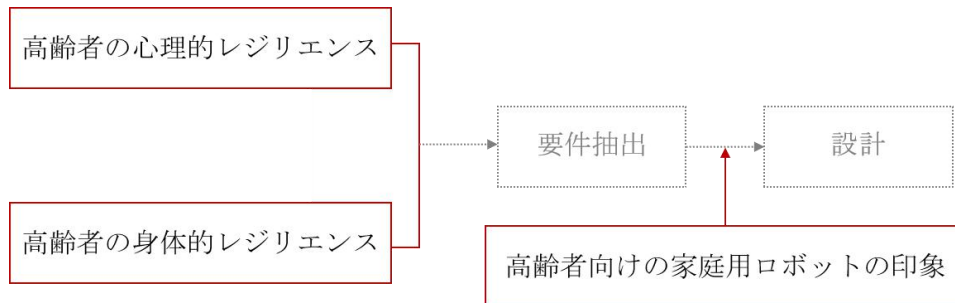 高齢者の心理的レジリエンス
要件抽出
設計
高齢者の身体的レジリエンス
高齢者向けの家庭用ロボットの印象